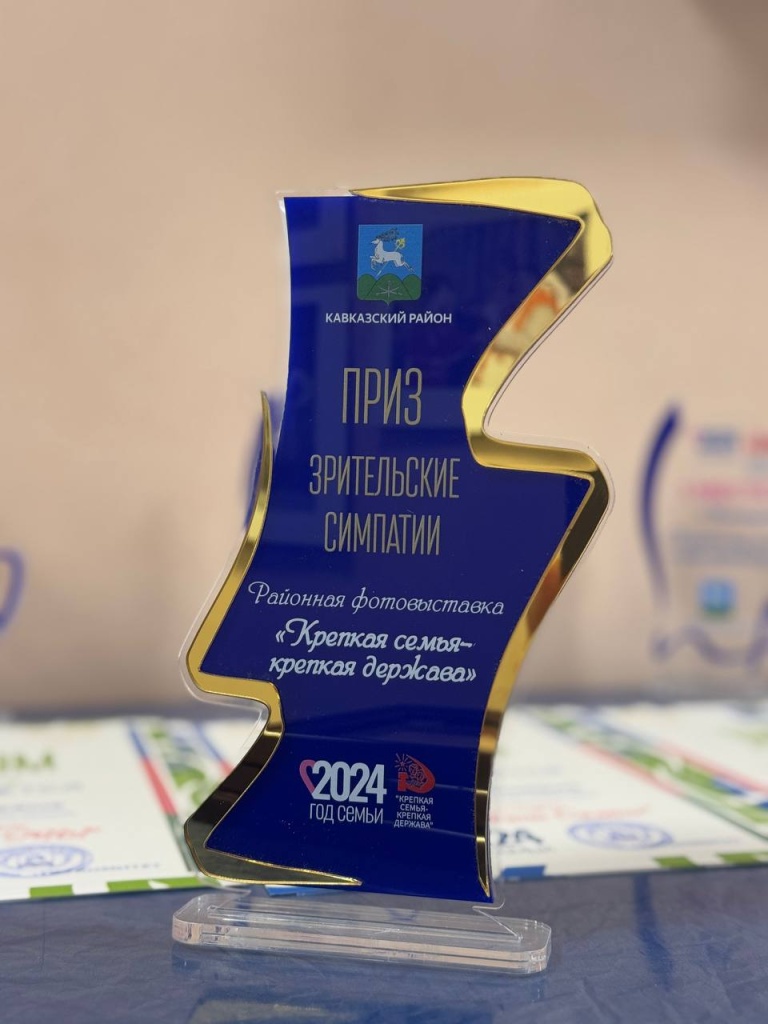 КАВКАЗСКИЙ РАЙОН
ПРИЗ
ЗРИТЕЛЬСКИЕ
СИМПАТИИ
Районная фотовыставка
«Крепкая семья-
крепкая держава»
2024
ГОД СЕМЬИ
"КРЕПКАЯ
СЕМЬЯ-
КРЕПКАЯ
ДЕРЖАВА"